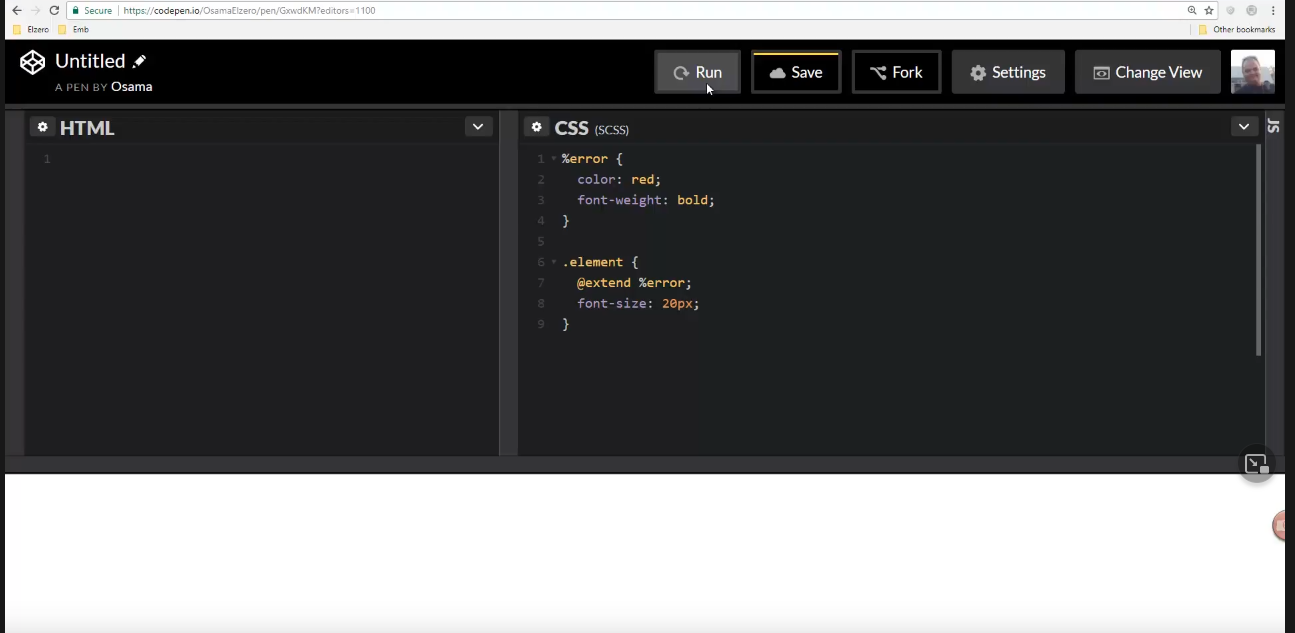 Secure https://codepen.io/OsamaElzero/pen/GxwdKM?editors=1100
Elzero Emb Other bookmarks
Untitled
A PEN BY Osama
Run Save Fork Settings Change View
HTML
1
CSS (SCSS)
JS
1 %error {
2 color: red;
3 font-weight: bold;
4 }
5
6 .element {
7 @extend %error;
8 font-size: 20px;
9 }